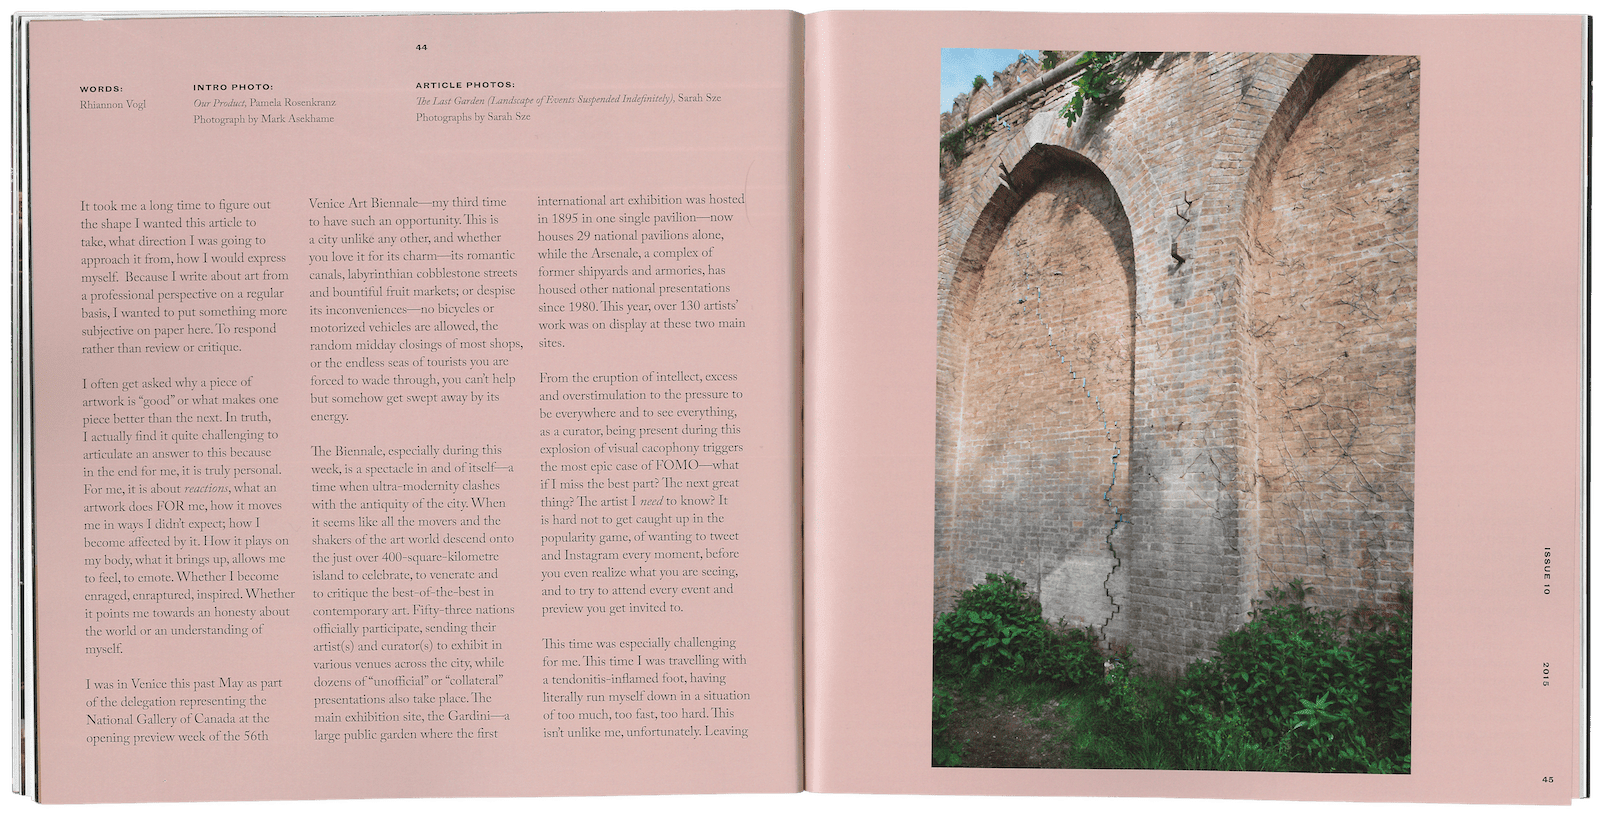 44
WORDS:
Rhiannon Vogl
INTRO PHOTO:
Our Product, Pamela Rosenkranz
Photograph by Mark Asekhame
ARTICLE PHOTOS:
The Last Garden (Landscape of Events Suspended Indefinitely), Sarah Sze
Photographs by Sarah Sze
It took me a long time to figure out
the shape I wanted this article to
take, what direction I was going to
approach it from, how I would express
myself.  Because I write about art from
a professional perspective on a regular
basis, I wanted to put something more
subjective on paper here. To respond
rather than review or critique.
I often get asked why a piece of
artwork is “good” or what makes one
piece better than the next. In truth,
I actually find it quite challenging to
articulate an answer to this because
in the end for me, it is truly personal.
For me, it is about reactions, what an
artwork does FOR me, how it moves
me in ways I didn’t expect; how I
become affected by it. How it plays on
my body, what it brings up, allows me
to feel, to emote. Whether I become
enraged, enraptured, inspired. Whether
it points me towards an honesty about
the world or an understanding of
myself.
I was in Venice this past May as part
of the delegation representing the
National Gallery of Canada at the
opening preview week of the 56th
Venice Art Biennale—my third time
to have such an opportunity. This is
a city unlike any other, and whether
you love it for its charm—its romantic
canals, labyrinthian cobblestone streets
and bountiful fruit markets; or despise
its inconveniences—no bicycles or
motorized vehicles are allowed, the
random midday closings of most shops,
or the endless seas of tourists you are
forced to wade through, you can’t help
but somehow get swept away by its
energy.
The Biennale, especially during this
week, is a spectacle in and of itself—a
time when ultra-modernity clashes
with the antiquity of the city. When
it seems like all the movers and the
shakers of the art world descend onto
the just over 400-square-kilometre
island to celebrate, to venerate and
to critique the best-of-the-best in
contemporary art. Fifty-three nations
officially participate, sending their
artist(s) and curator(s) to exhibit in
various venues across the city, while
dozens of “unofficial” or “collateral”
presentations also take place. The
main exhibition site, the Gardini—a
large public garden where the first
international art exhibition was hosted
in 1895 in one single pavilion—now
houses 29 national pavilions alone,
while the Arsenale, a complex of
former shipyards and armories, has
housed other national presentations
since 1980. This year, over 130 artists’
work was on display at these two main
sites.
From the eruption of intellect, excess
and overstimulation to the pressure to
be everywhere and to see everything,
as a curator, being present during this
explosion of visual cacophony triggers
the most epic case of FOMO—what
if I miss the best part? The next great
thing? The artist I need to know? It
is hard not to get caught up in the
popularity game, of wanting to tweet
and Instagram every moment, before
you even realize what you are seeing,
and to try to attend every event and
preview you get invited to.
This time was especially challenging
for me. This time I was travelling with
a tendonitis-inflamed foot, having
literally run myself down in a situation
of too much, too fast, too hard. This
isn’t unlike me, unfortunately. Leaving
ISSUE 10
2015
45